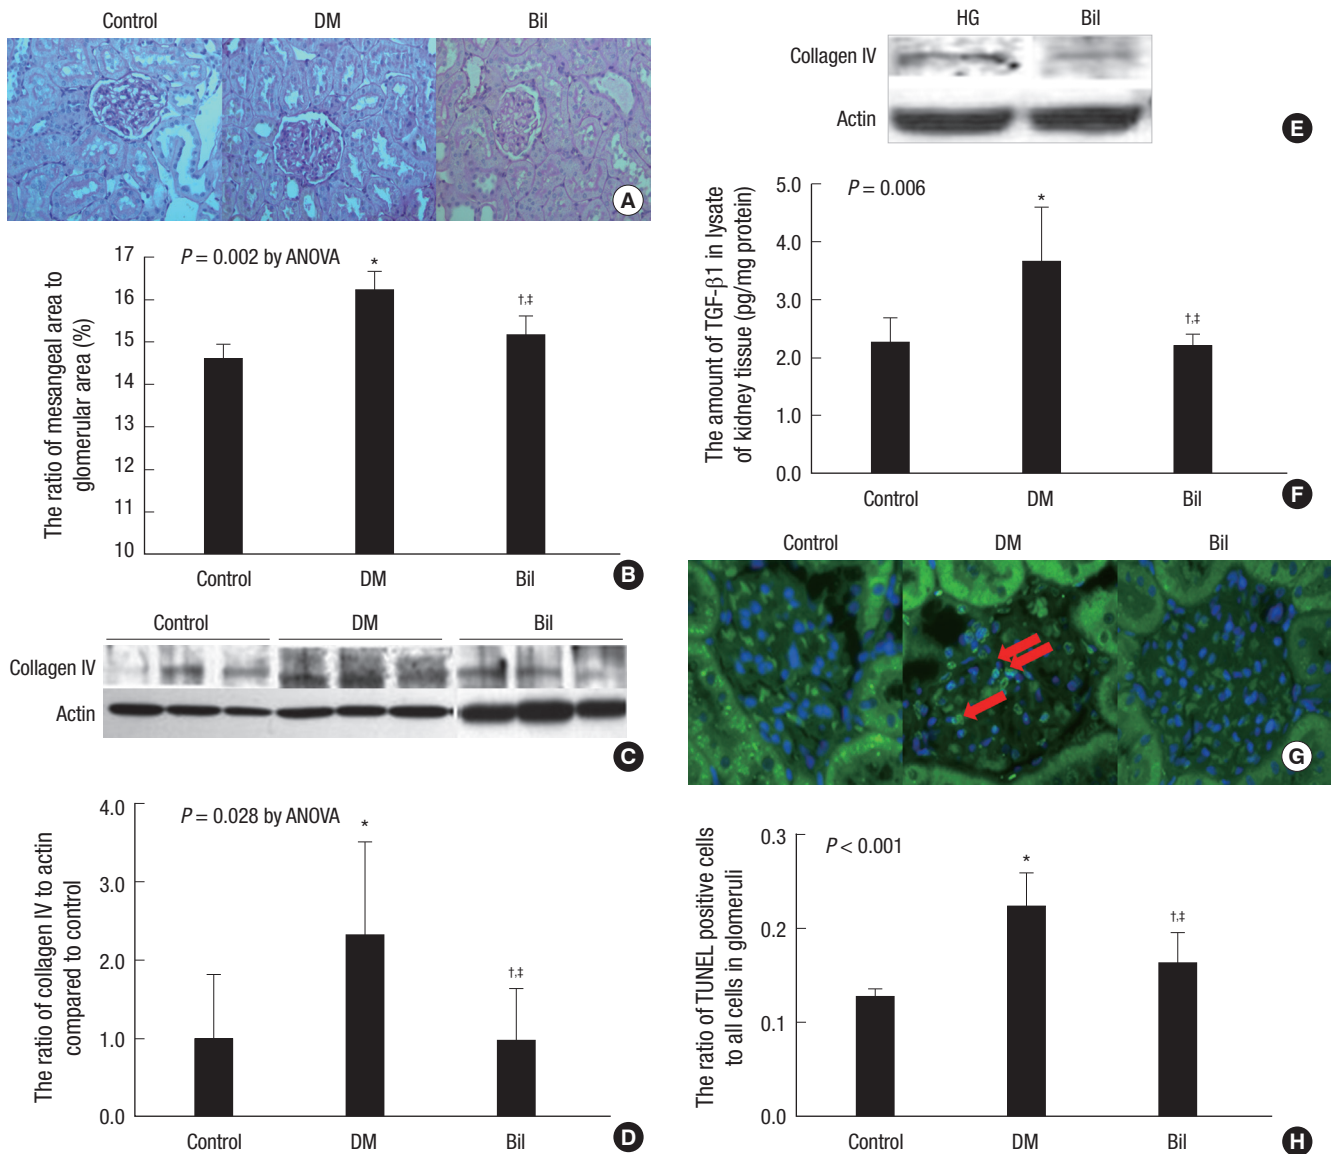 Control DM Bil
A
The ratio of mesangeal area to
glomerular area (%)
P = 0.002 by ANOVA
17
16
15
14
13
12
11
10
*
†,‡
Control DM Bil
B
Control DM Bil
Collagen IV
Actin
C
The ratio of collagen IV to actin
compared to control
P = 0.028 by ANOVA
4.0
3.0
2.0
1.0
0.0
*
†,‡
Control DM Bil
D
HG Bil
Collagen IV
Actin
E
The amount of TGF-β1 in lysate
of kidney tissue (pg/mg protein)
P = 0.006
5.0
4.0
3.0
2.0
1.0
0.0
*
†,‡
Control DM Bil
F
Control DM Bil
G
The ratio of TUNEL positive cells
to all cells in glomeruli
P < 0.001
0.3
0.2
0.1
0.0
*
†,‡
Control DM Bil
H